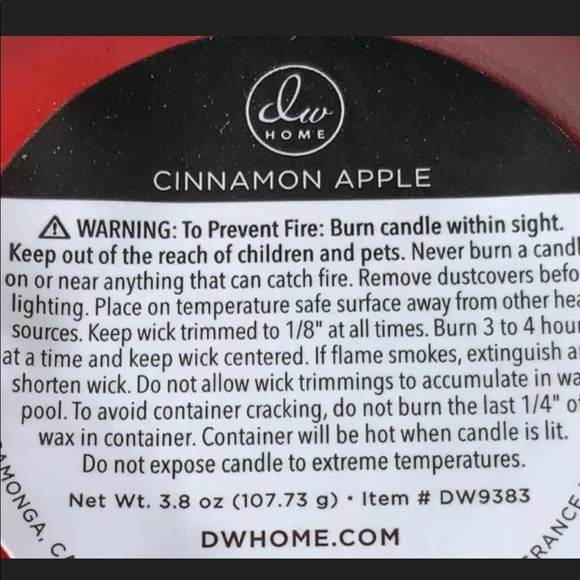 dw
HOME
CINNAMON APPLE
⚠ WARNING: To Prevent Fire: Burn candle within sight.
Keep out of the reach of children and pets. Never burn a candl
on or near anything that can catch fire. Remove dustcovers befo
lighting. Place on temperature safe surface away from other hea
sources. Keep wick trimmed to 1/8" at all times. Burn 3 to 4 hour
at a time and keep wick centered. If flame smokes, extinguish a
shorten wick. Do not allow wick trimmings to accumulate in wa
pool. To avoid container cracking, do not burn the last 1/4" of
wax in container. Container will be hot when candle is lit.
Do not expose candle to extreme temperatures.
Net Wt. 3.8 oz (107.73 g) • Item # DW9383
DWHOME.COM
AMONGA, CA
RANCE